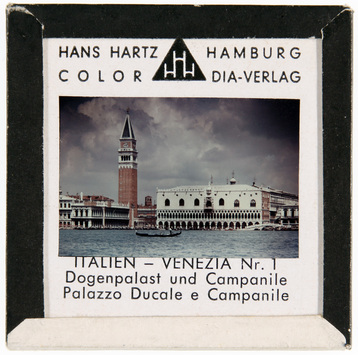 HANS HARTZ HAMBURG
COLOR DIA-VERLAG
ITALIEN – VENEZIA Nr. 1
Dogenpalast und Campanile
Palazzo Ducale e Campanile